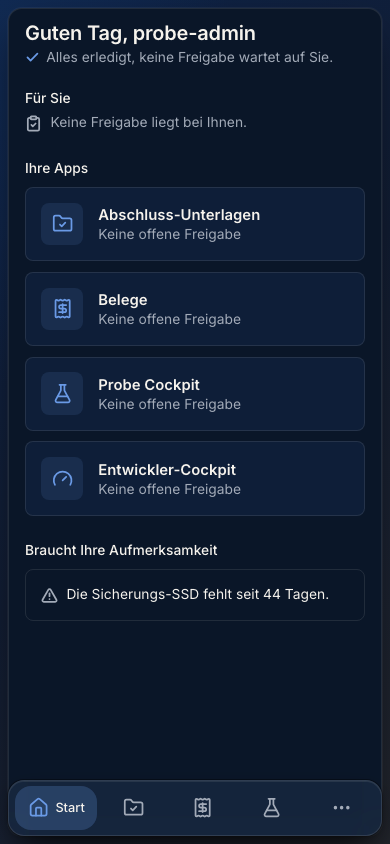 Guten Tag, probe-admin
Alles erledigt, keine Freigabe wartet auf Sie.
Für Sie
Keine Freigabe liegt bei Ihnen.
Ihre Apps
Abschluss-Unterlagen
Keine offene Freigabe
Belege
Keine offene Freigabe
Probe Cockpit
Keine offene Freigabe
Entwickler-Cockpit
Keine offene Freigabe
Braucht Ihre Aufmerksamkeit
Die Sicherungs-SSD fehlt seit 44 Tagen.
Start